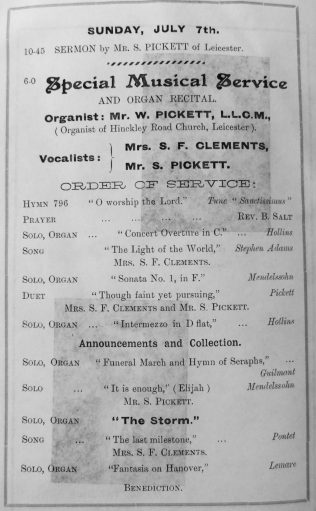 SUNDAY, JULY 7th.
10-45 SERMON by MR. S. PICKETT of Leicester.
6-0 Special Musical Service
AND ORGAN RECITAL.
Organist: Mr. W. PICKETT, L.L.C.M.,
(Organist of Hinckley Road Church, Leicester).
Vocalists: Mrs. S. F. CLEMENTS,
Mr. S. PICKETT.
ORDER OF SERVICE:
HYMN 796 "O worship the Lord." Tune "Sanctissimus"
PRAYER ... ... ... ... REV. B. SALT
SOLO, ORGAN ... "Concert Overture in C." ... Hollins
SONG "The Light of the World," Stephen Adams
MRS. S. F. CLEMENTS.
SOLO, ORGAN "Sonata No. 1, in F." Mendelssohn
DUET "Though faint yet pursuing," Pickett
MRS. S. F. CLEMENTS and MR. S. PICKETT.
SOLO, ORGAN ... "Intermezzo in D flat," ... Hollins
Announcements and Collection.
SOLO, ORGAN "Funeral March and Hymn of Seraphs," ...
Guilmant
SOLO ... "It is enough," (Elijah) Mendelssohn
MR. S. PICKETT.
SOLO, ORGAN "The Storm."
SONG ... "The last milestone," ... Pontet
MRS. S. F. CLEMENTS.
SOLO, ORGAN "Fantasia on Hanover," Lemare
BENEDICTION.